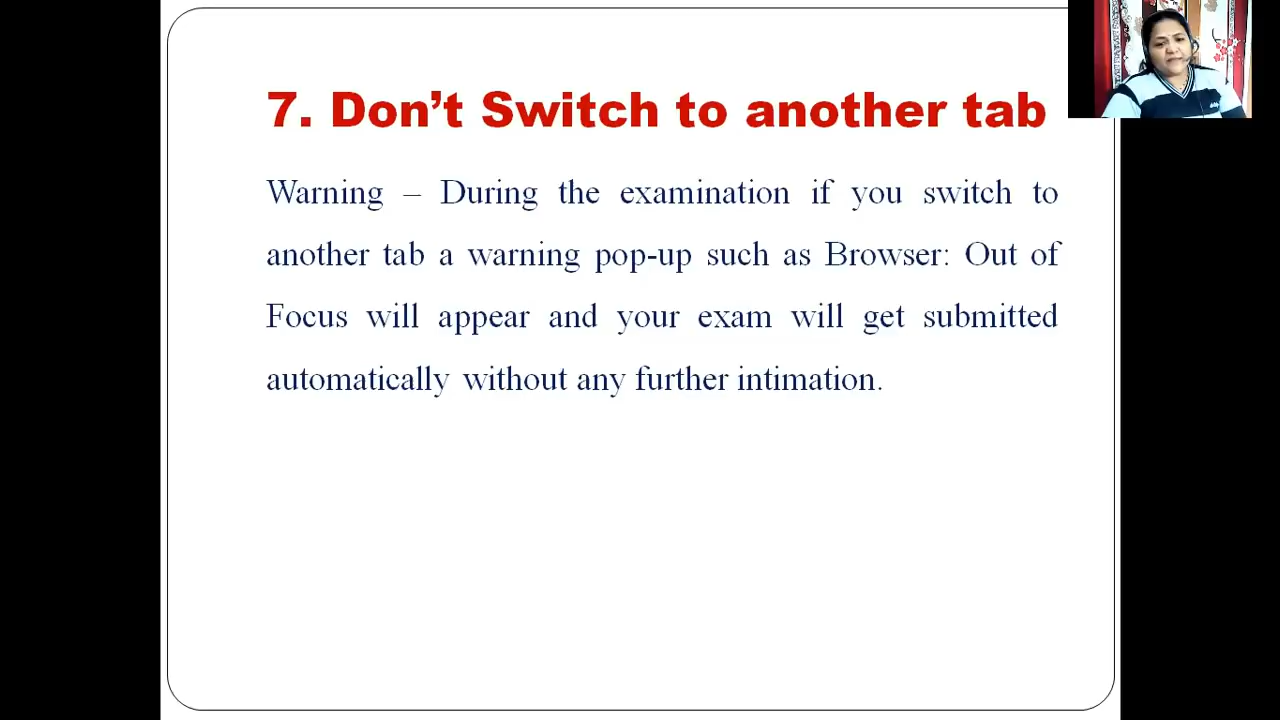 7. Don’t Switch to another tab
Warning – During the examination if you switch to
another tab a warning pop-up such as Browser: Out of
Focus will appear and your exam will get submitted
automatically without any further intimation.